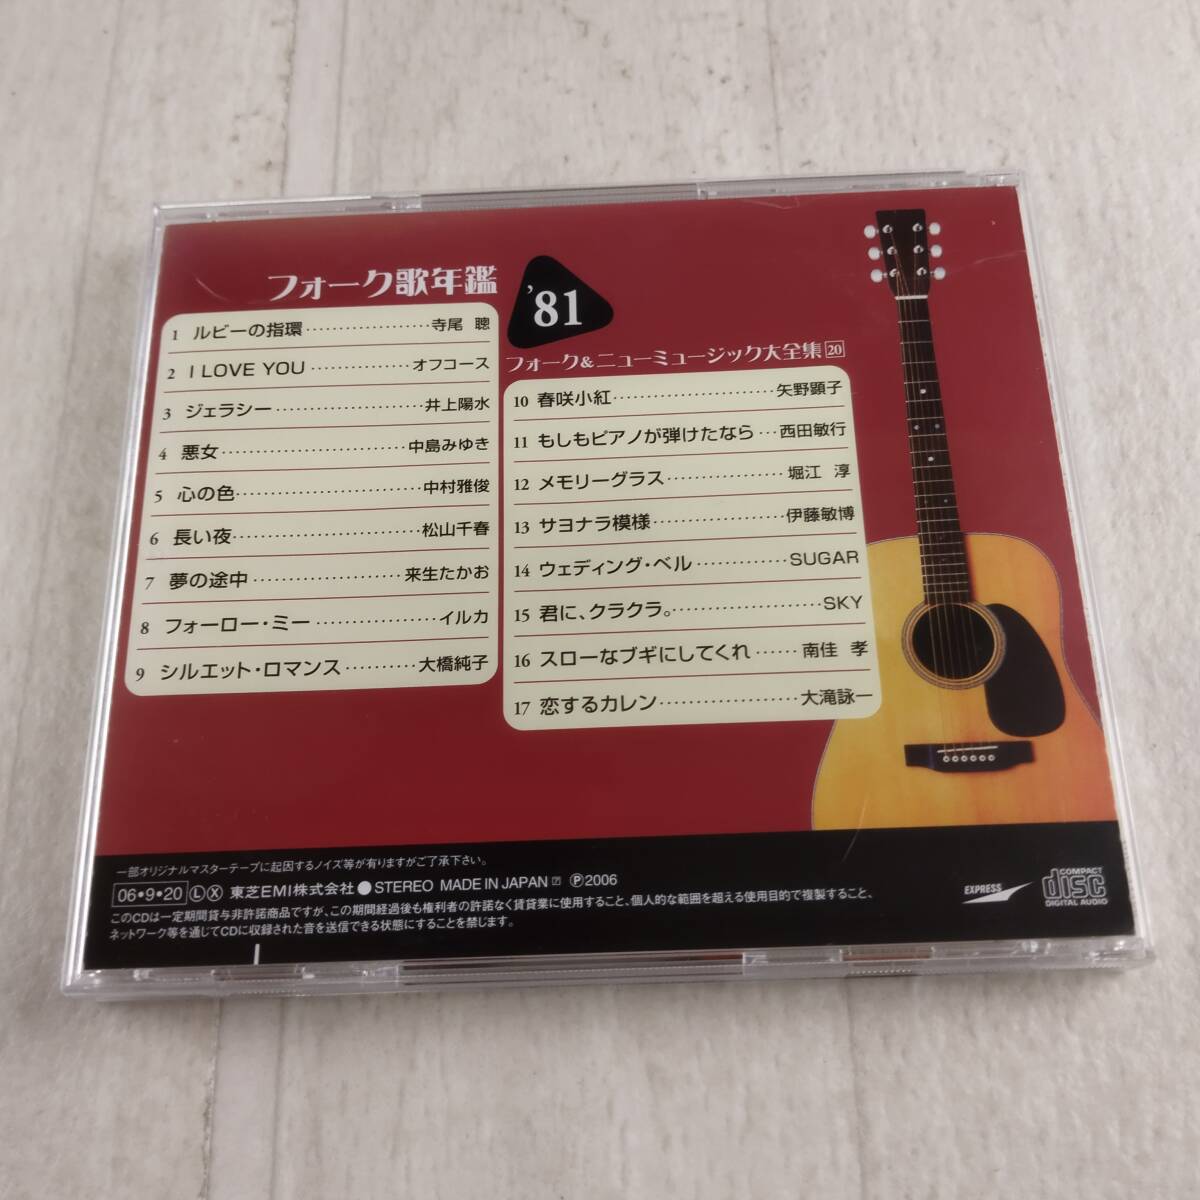 フォーク歌年鑑
'81
フォーク&ニューミュージック大全集 20
1 ルビーの指環…………………寺尾 聰
2 I LOVE YOU……………オフコース
3 ジェラシー……………………井上陽水
4 悪女……………………………中島みゆき
5 心の色…………………………中村雅俊
6 長い夜…………………………松山千春
7 夢の途中………………………来生たかお
8 フォーロー・ミー………………イルカ
9 シルエット・ロマンス…………大橋純子
10 春咲小紅………………………矢野顕子
11 もしもピアノが弾けたなら…西田敏行
12 メモリーグラス………………堀江 淳
13 サヨナラ模様…………………伊藤敏博
14 ウェディング・ベル…………SUGAR
15 君に、クラクラ。………………SKY
16 スローなブギにしてくれ……南佳 孝
17 恋するカレン…………………大滝詠一
一部オリジナルマスターテープに起因するノイズ等が有りますがご了承下さい。
06•9•20 Ⓛ Ⓧ 東芝EMI株式会社 ● STEREO MADE IN JAPAN ℗2006
このCDは一定期間貸与非許諾商品ですが、この期間経過後も権利者の許諾なく賃貸業に使用すること、個人的な範囲を超える使用目的で複製すること、
ネットワーク等を通じてCDに収録された音を送信できる状態にすることを禁じます。
EXPRESS
COMPACT
disc
DIGITAL AUDIO